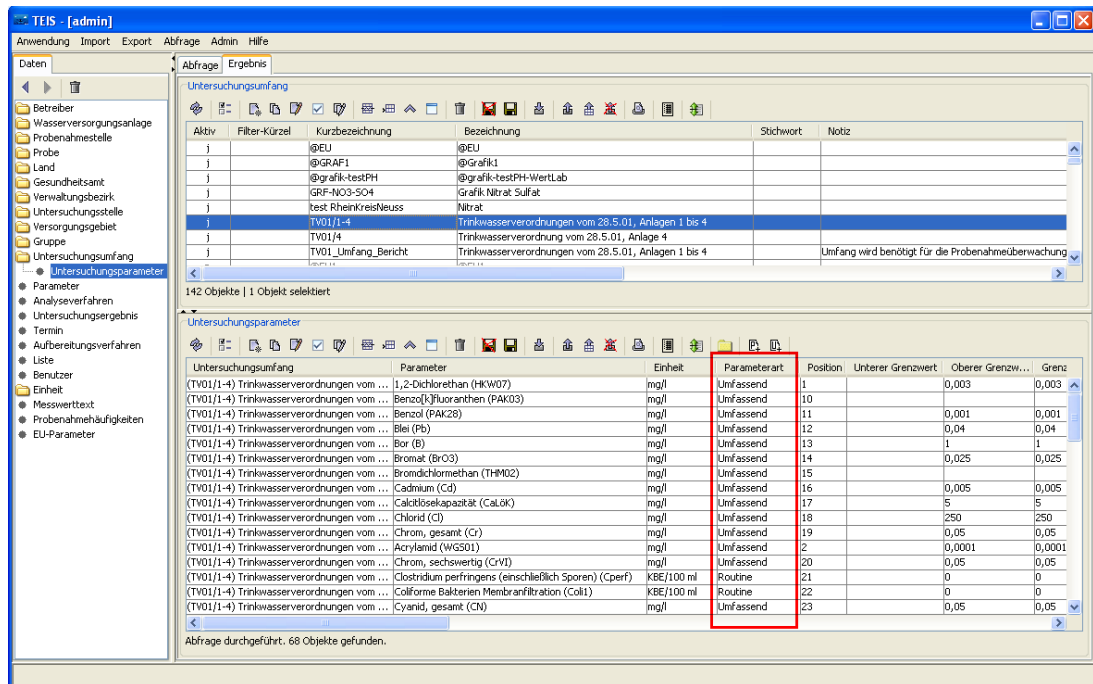 TEIS - [admin]
Anwendung Import Export Abfrage Admin Hilfe
Daten
Betreiber
Wasserversorgungsanlage
Probenahmestelle
Probe
Land
Gesundheitsamt
Verwaltungsbezirk
Untersuchungsstelle
Versorgungsgebiet
Gruppe
Untersuchungsumfang
Untersuchungsparameter
Parameter
Analyseverfahren
Untersuchungsergebnis
Termin
Aufbereitungsverfahren
Liste
Benutzer
Einheit
Messwerttext
Probenahmehäufigkeiten
EU-Parameter
Abfrage Ergebnis
Untersuchungsumfang
Aktiv Filter-Kürzel Kurzbezeichnung Bezeichnung Stichwort Notiz
j @EU @EU
j @GRAF1 @Grafik1
j @grafik-testPH @grafik-testPH-WertLab
j GRF-NO3-SO4 Grafik Nitrat Sulfat
j test RheinKreisNeuss Nitrat
j TV01/1-4 Trinkwasserverordnungen vom 28.5.01, Anlagen 1 bis 4
j TV01/4 Trinkwasserverordnung vom 28.5.01, Anlage 4
j TV01_Umfang_Bericht Trinkwasserverordnungen vom 28.5.01, Anlagen 1 bis 4 Umfang wird benötigt für die Probenahmeüberwachung
142 Objekte | 1 Objekt selektiert
Untersuchungsparameter
Untersuchungsumfang Parameter Einheit Parameterart Position Unterer Grenzwert Oberer Grenzw... Grenz
(TV01/1-4) Trinkwasserverordnungen vom ... 1,2-Dichlorethan (HKW07) mg/l Umfassend 1 0,003 0,003
(TV01/1-4) Trinkwasserverordnungen vom ... Benzo[k]fluoranthen (PAK03) mg/l Umfassend 10
(TV01/1-4) Trinkwasserverordnungen vom ... Benzol (PAK28) mg/l Umfassend 11 0,001 0,001
(TV01/1-4) Trinkwasserverordnungen vom ... Blei (Pb) mg/l Umfassend 12 0,04 0,04
(TV01/1-4) Trinkwasserverordnungen vom ... Bor (B) mg/l Umfassend 13 1 1
(TV01/1-4) Trinkwasserverordnungen vom ... Bromat (BrO3) mg/l Umfassend 14 0,025 0,025
(TV01/1-4) Trinkwasserverordnungen vom ... Bromdichlormethan (THM02) mg/l Umfassend 15
(TV01/1-4) Trinkwasserverordnungen vom ... Cadmium (Cd) mg/l Umfassend 16 0,005 0,005
(TV01/1-4) Trinkwasserverordnungen vom ... Calcitlösekapazität (CaLöK) mg/l Umfassend 17 5 5
(TV01/1-4) Trinkwasserverordnungen vom ... Chlorid (Cl) mg/l Umfassend 18 250 250
(TV01/1-4) Trinkwasserverordnungen vom ... Chrom, gesamt (Cr) mg/l Umfassend 19 0,05 0,05
(TV01/1-4) Trinkwasserverordnungen vom ... Acrylamid (WGS01) mg/l Umfassend 2 0,0001 0,0001
(TV01/1-4) Trinkwasserverordnungen vom ... Chrom, sechswertig (CrVI) mg/l Umfassend 20 0,05 0,05
(TV01/1-4) Trinkwasserverordnungen vom ... Clostridium perfringens (einschließlich Sporen) (Cperf) KBE/100 ml Routine 21 0 0
(TV01/1-4) Trinkwasserverordnungen vom ... Coliforme Bakterien Membranfiltration (Coli1) KBE/100 ml Routine 22 0 0
(TV01/1-4) Trinkwasserverordnungen vom ... Cyanid, gesamt (CN) mg/l Umfassend 23 0,05 0,05
Abfrage durchgeführt. 68 Objekte gefunden.